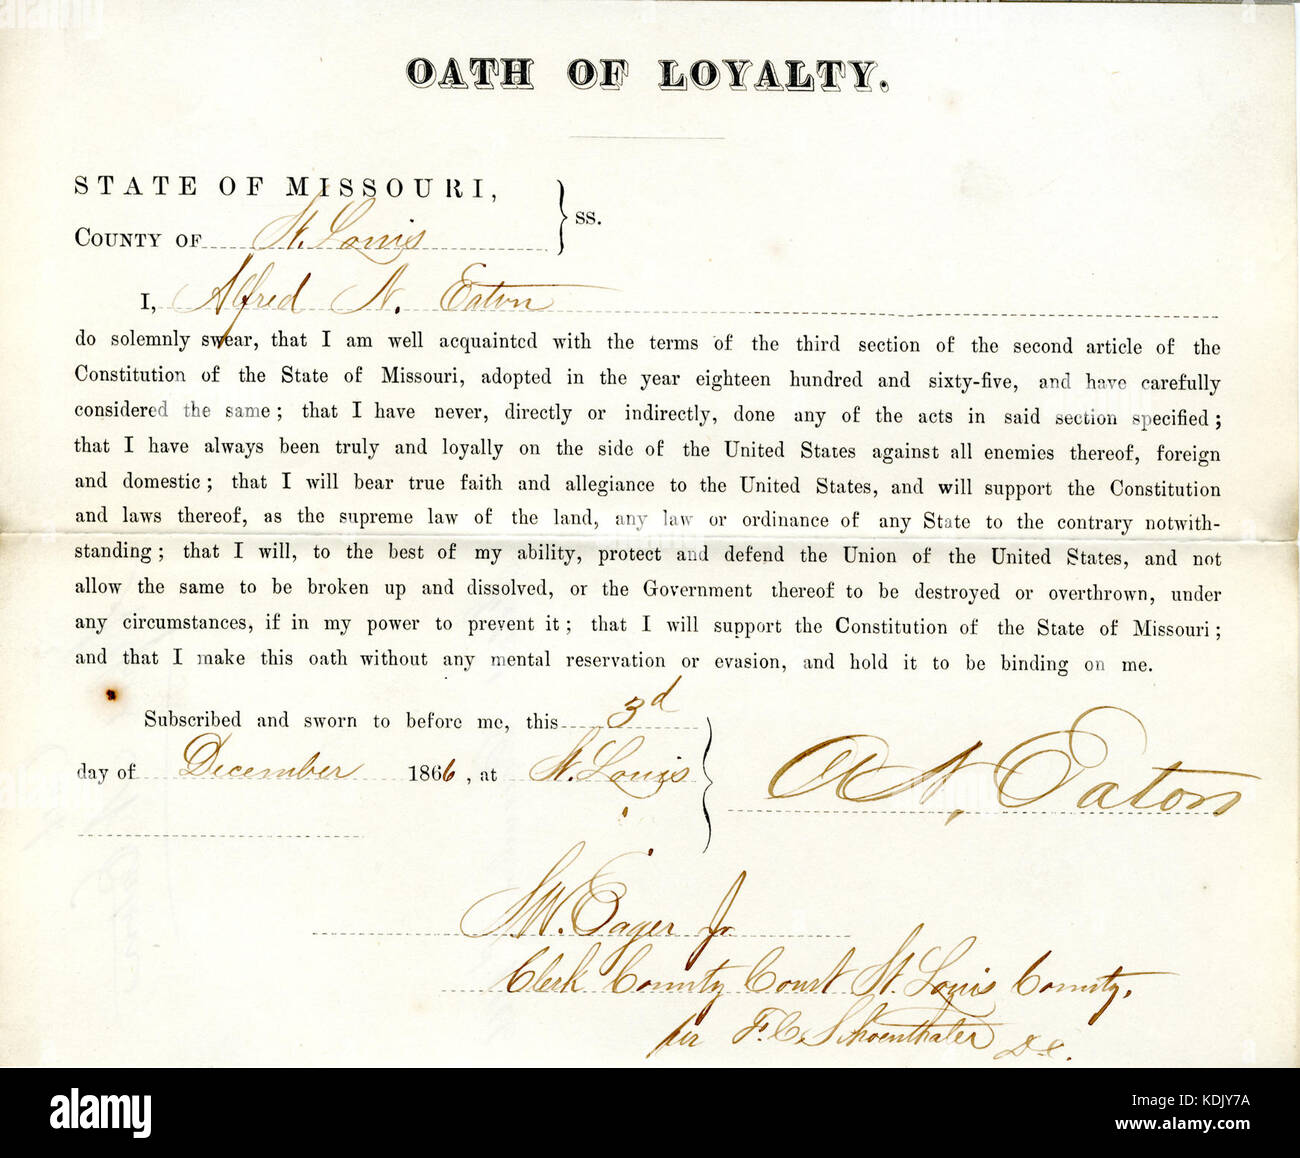 OATH OF LOYALTY.
STATE OF MISSOURI,
COUNTY OF St. Louis } ss.
I, Alfred N. Eaton
do solemnly swear, that I am well acquainted with the terms of the third section of the second article of the
Constitution of the State of Missouri, adopted in the year eighteen hundred and sixty-five, and have carefully
considered the same; that I have never, directly or indirectly, done any of the acts in said section specified;
that I have always been truly and loyally on the side of the United States against all enemies thereof, foreign
and domestic; that I will bear true faith and allegiance to the United States, and will support the Constitution
and laws thereof, as the supreme law of the land, any law or ordinance of any State to the contrary notwith-
standing; that I will, to the best of my ability, protect and defend the Union of the United States, and not
allow the same to be broken up and dissolved, or the Government thereof to be destroyed or overthrown, under
any circumstances, if in my power to prevent it; that I will support the Constitution of the State of Missouri;
and that I make this oath without any mental reservation or evasion, and hold it to be binding on me.
Subscribed and sworn to before me, this 3d
day of December 1866, at St. Louis } A N. Eaton
S.W. Eager Jr
Clerk County Court St Louis County,
per F. C. Schoenthaler D.C.
alamy
Image ID: KDJY7A
www.alamy.com